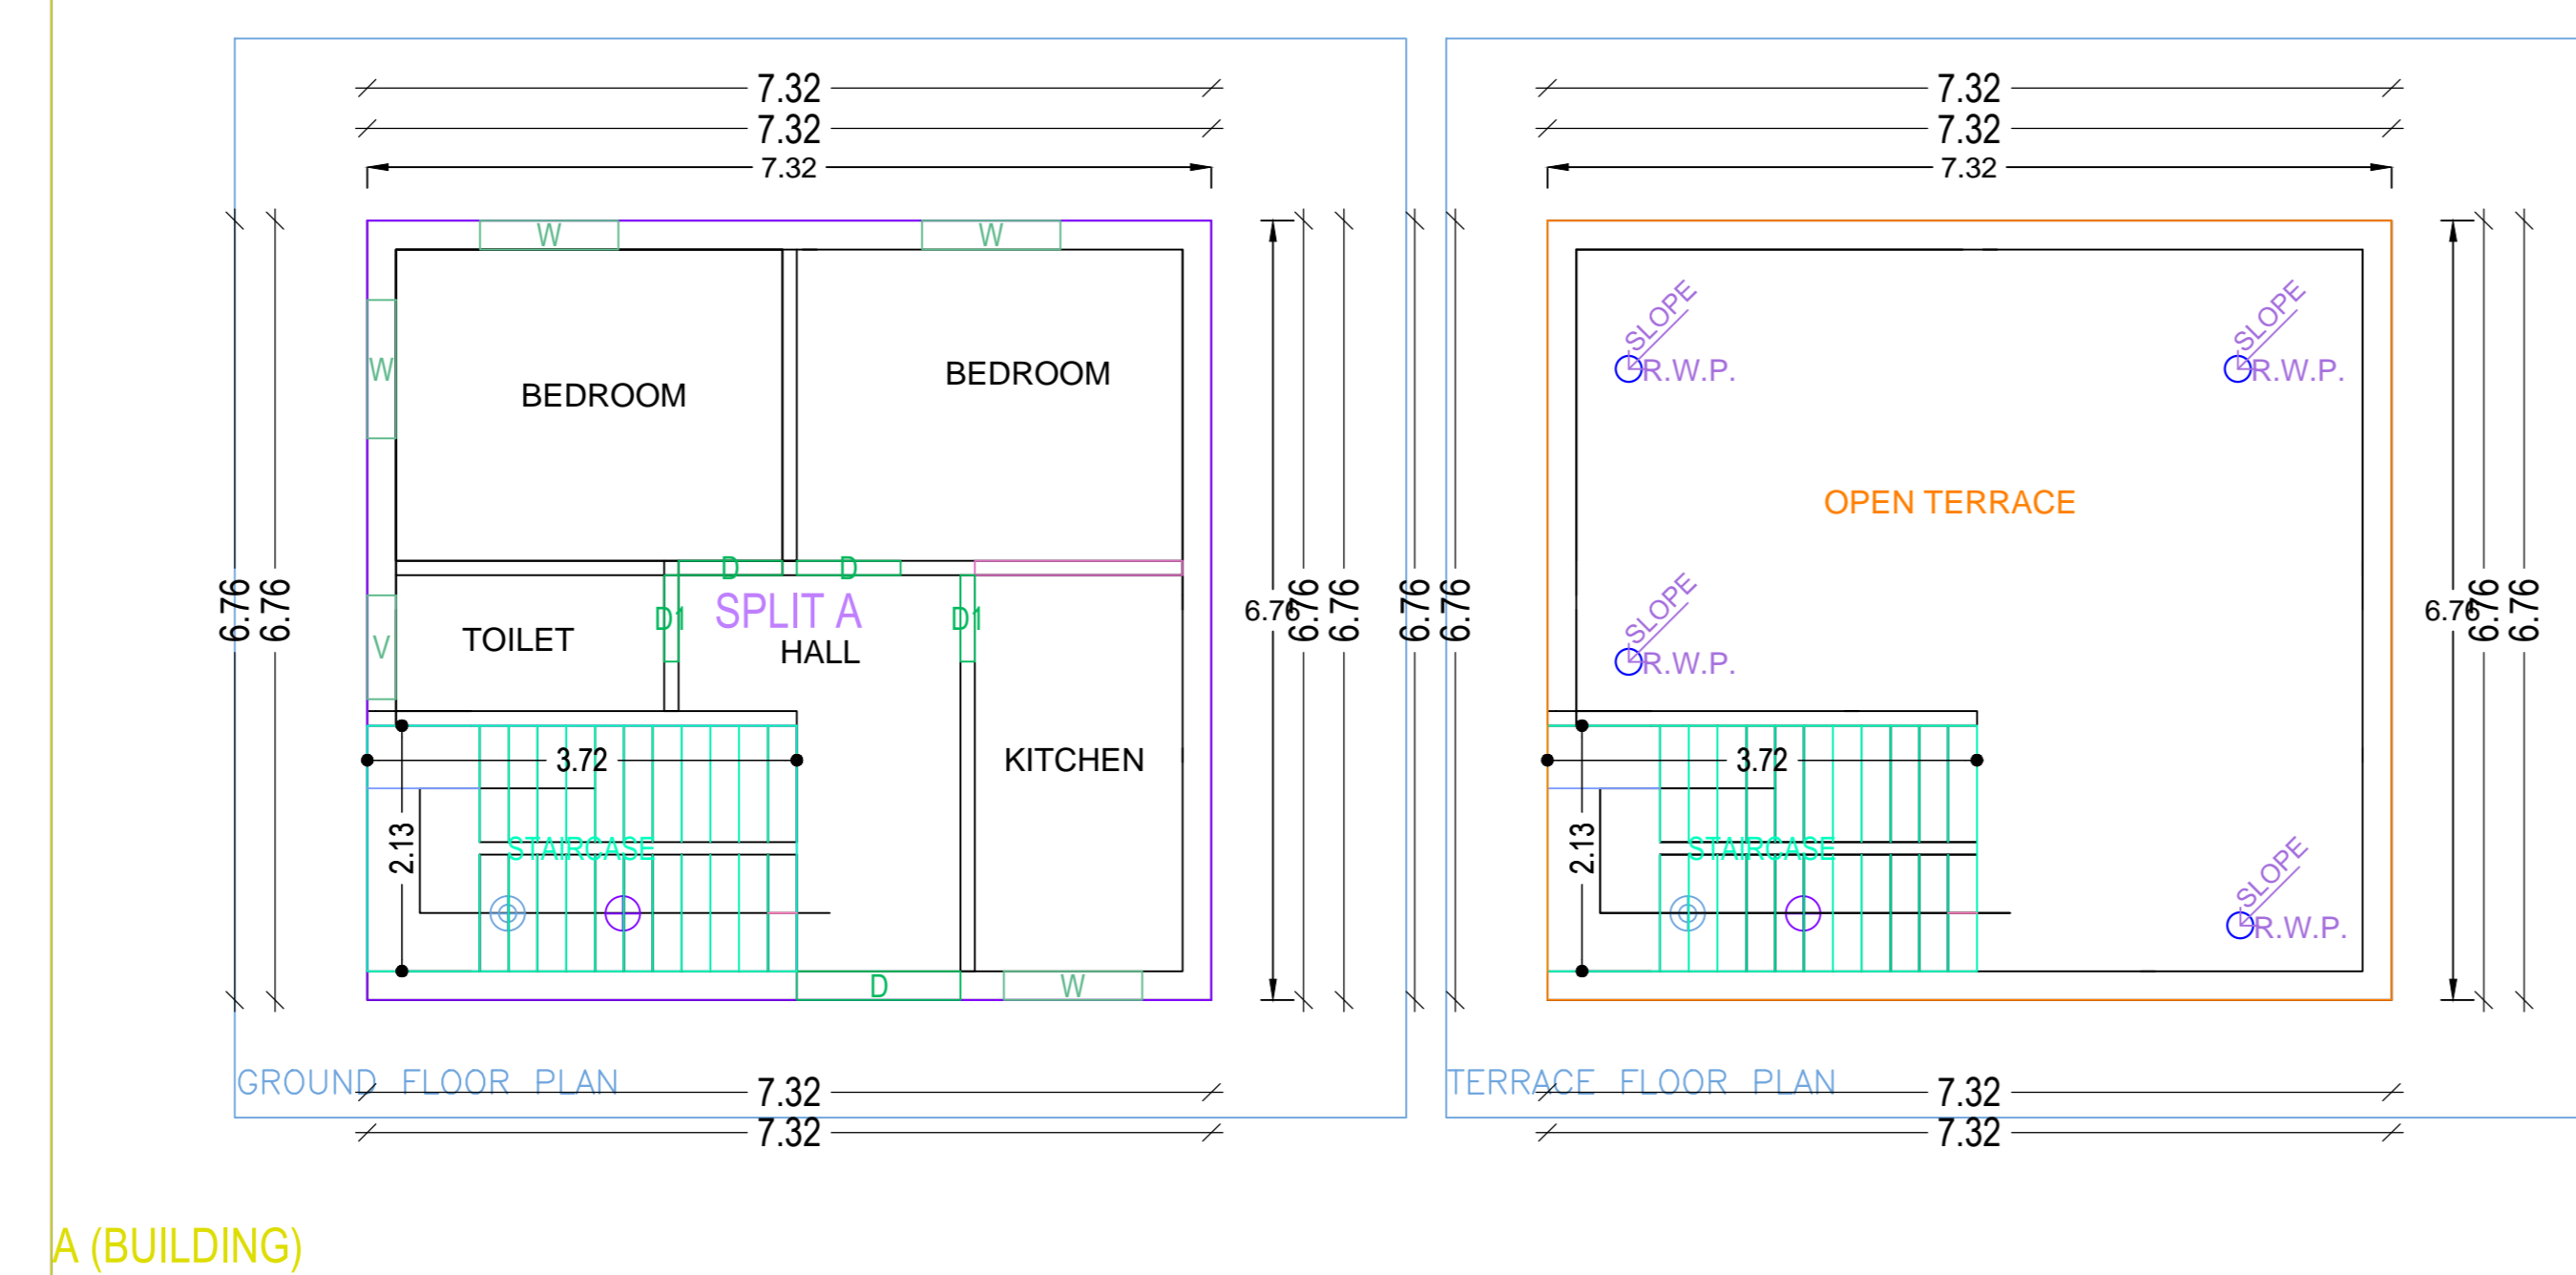 7.32
7.32
7.32
7.32
7.32
7.32
W
W
W
BEDROOM
BEDROOM
SLOPE
R.W.P.
SLOPE
R.W.P.
OPEN TERRACE
D
D
6.76
6.76
V
TOILET
D1
SPLIT A
HALL
D1
6.76
6.76
6.76
6.76
6.76
SLOPE
R.W.P.
6.76
6.76
6.76
3.72
KITCHEN
2.13
STAIRCASE
D
W
3.72
2.13
STAIRCASE
SLOPE
R.W.P.
GROUND FLOOR PLAN
7.32
7.32
TERRACE FLOOR PLAN
7.32
7.32
A (BUILDING)